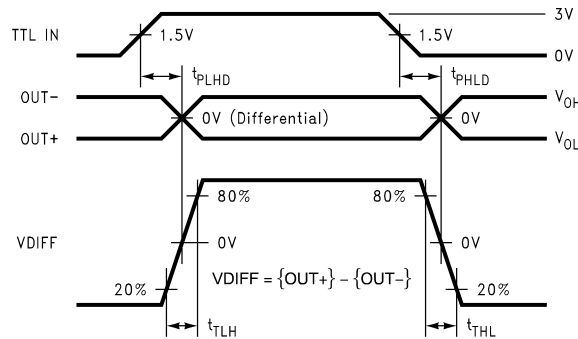 3V
TTL IN
1.5V
1.5V
0V
tPLHD
tPHLD
OUT-
0V (Differential)
0V
VOH
OUT+
VOL
80%
80%
VDIFF
0V
0V
VDIFF = {OUT+} - {OUT-}
20%
20%
tTLH
tTHL